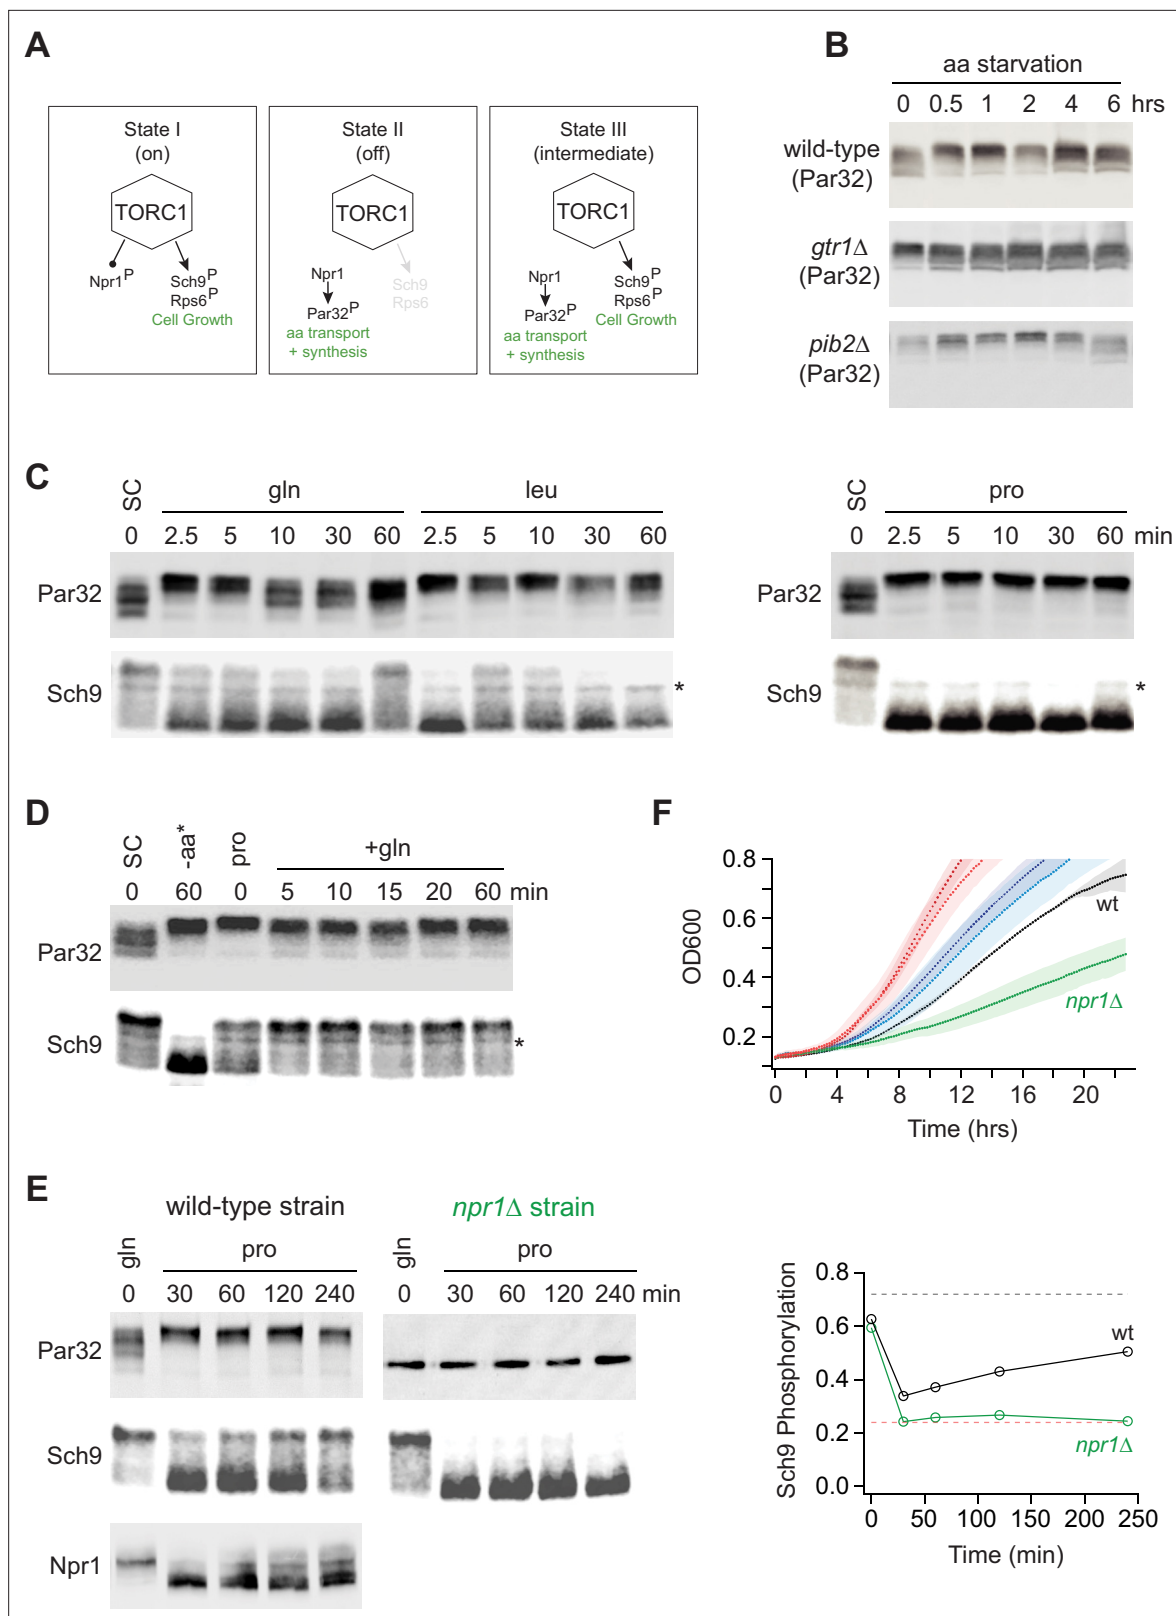 A
State I
(on)
TORC1
Npr1P
Sch9P
Rps6P
Cell Growth
State II
(off)
TORC1
Npr1
Par32P
aa transport
+ synthesis
Sch9
Rps6
State III
(intermediate)
TORC1
Npr1
Par32P
aa transport
+ synthesis
Sch9P
Rps6P
Cell Growth
B
aa starvation
0 0.5 1 2 4 6 hrs
wild-type
(Par32)
gtr1Δ
(Par32)
pib2Δ
(Par32)
C
SC gln leu
0 2.5 5 10 30 60 2.5 5 10 30 60
Par32
Sch9 *
SC pro
0 2.5 5 10 30 60 min
Par32
Sch9 *
D
SC -aa* pro +gln
0 60 0 5 10 15 20 60 min
Par32
Sch9 *
F
0.8
0.6
0.4
0.2
OD600
wt
npr1Δ
0 4 8 12 16 20
Time (hrs)
E
wild-type strain
gln pro
0 30 60 120 240
Par32
Sch9
Npr1
npr1Δ strain
gln pro
0 30 60 120 240 min
0.8
0.6
0.4
0.2
0.0
Sch9 Phosphorylation
wt
npr1Δ
0 50 100 150 200 250
Time (min)